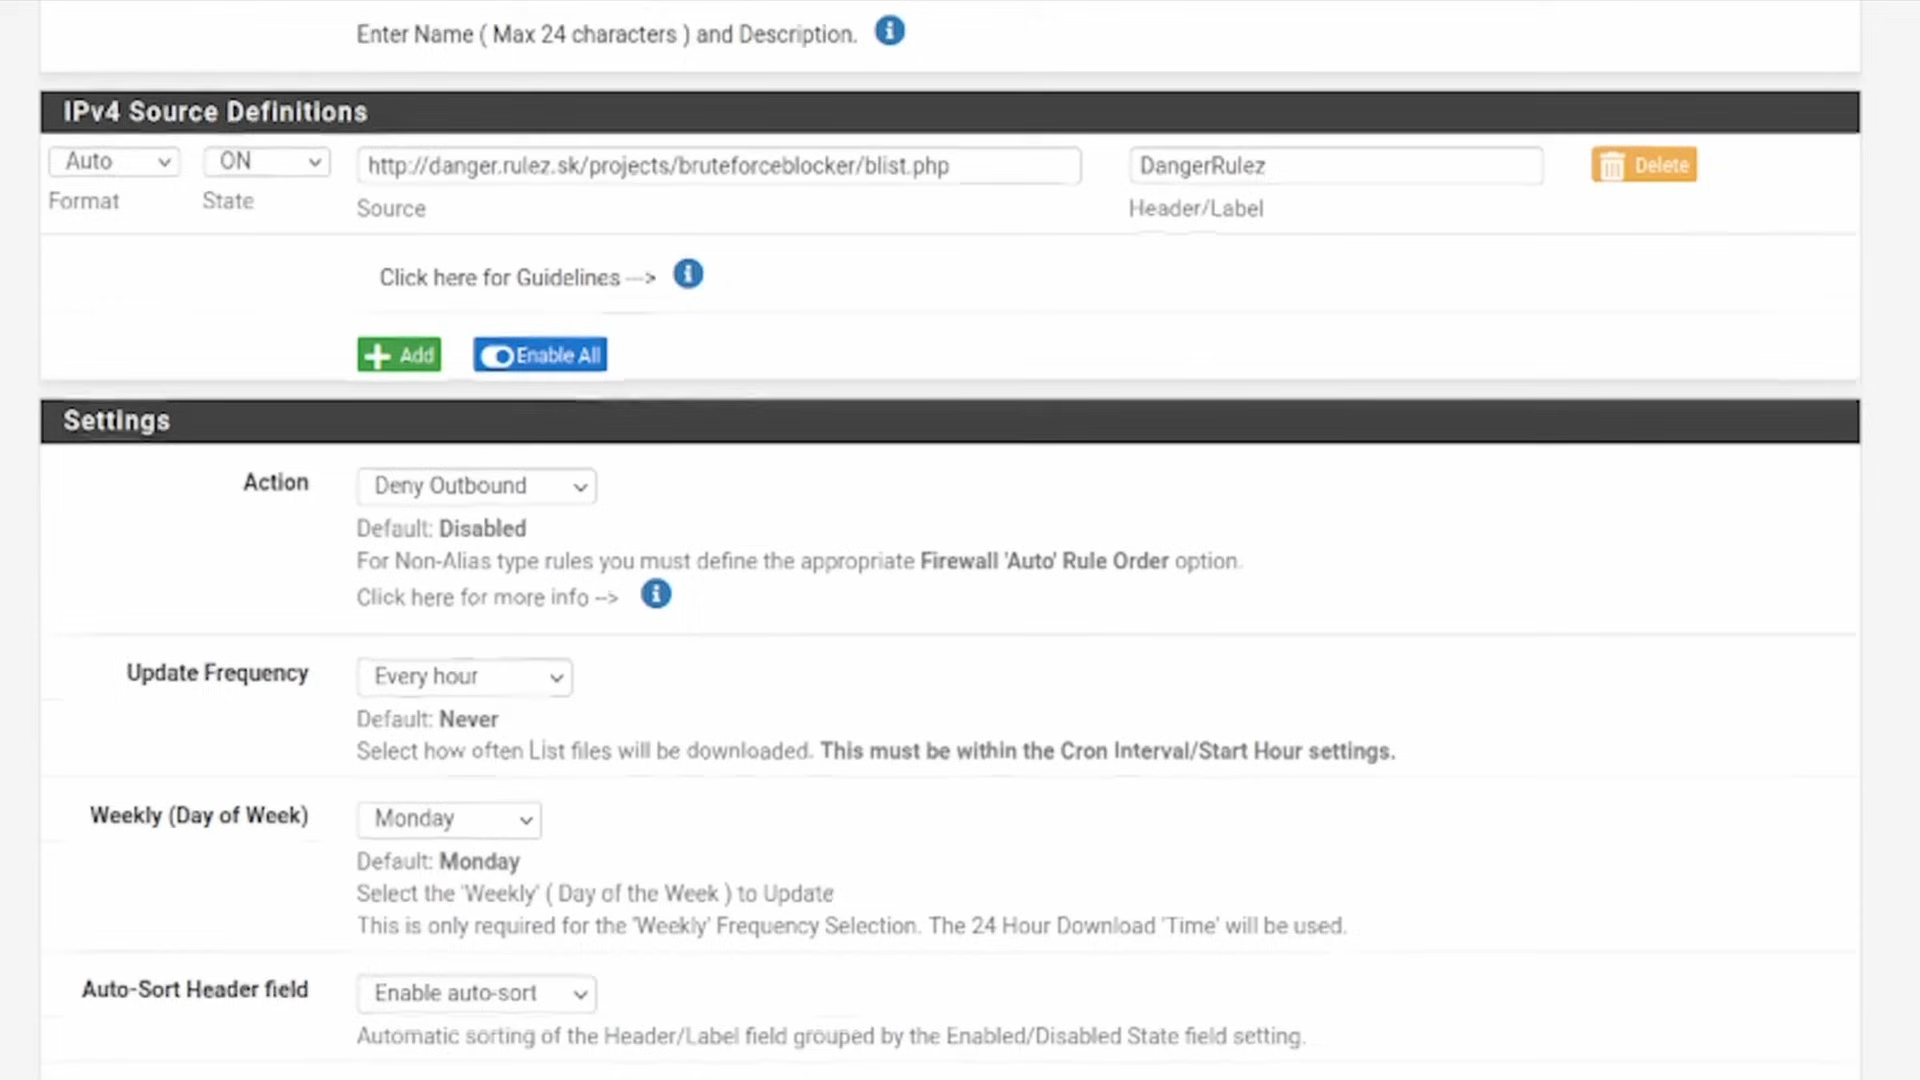 Enter Name ( Max 24 characters ) and Description.
IPv4 Source Definitions
Auto ON http://danger.rulez.sk/projects/bruteforceblocker/blist.php DangerRulez Delete
Format State Source Header/Label
Click here for Guidelines --->
Add Enable All
Settings
Action Deny Outbound
Default: Disabled
For Non-Alias type rules you must define the appropriate Firewall 'Auto' Rule Order option.
Click here for more info -->
Update Frequency Every hour
Default: Never
Select how often List files will be downloaded. This must be within the Cron Interval/Start Hour settings.
Weekly (Day of Week) Monday
Default: Monday
Select the 'Weekly' ( Day of the Week ) to Update
This is only required for the 'Weekly' Frequency Selection. The 24 Hour Download 'Time' will be used.
Auto-Sort Header field Enable auto-sort
Automatic sorting of the Header/Label field grouped by the Enabled/Disabled State field setting.